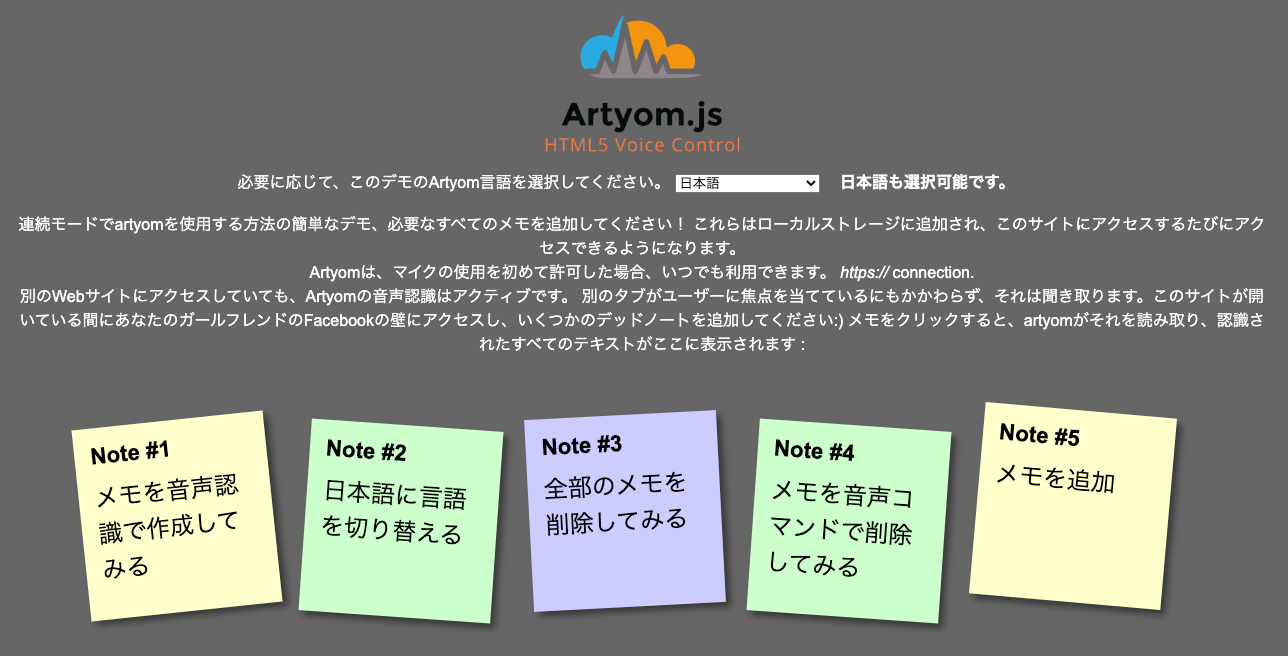 Artyom.js
HTML5 Voice Control
必要に応じて、このデモのArtyom言語を選択してください。 日本語 日本語も選択可能です。
連続モードでartyomを使用する方法の簡単なデモ、必要なすべてのメモを追加してください！ これらはローカルストレージに追加され、このサイトにアクセスするたびにアク
セスできるようになります。
Artyomは、マイクの使用を初めて許可した場合、いつでも利用できます。 https:// connection.
別のWebサイトにアクセスしていても、Artyomの音声認識はアクティブです。 別のタブがユーザーに焦点を当てているにもかかわらず、それは聞き取ります。このサイトが開
いている間にあなたのガールフレンドのFacebookの壁にアクセスし、いくつかのデッドノートを追加してください:) メモをクリックすると、artyomがそれを読み取り、認識さ
れたすべてのテキストがここに表示されます：
Note #1
メモを音声認
識で作成して
みる
Note #2
日本語に言語
を切り替える
Note #3
全部のメモを
削除してみる
Note #4
メモを音声コ
マンドで削除
してみる
Note #5
メモを追加